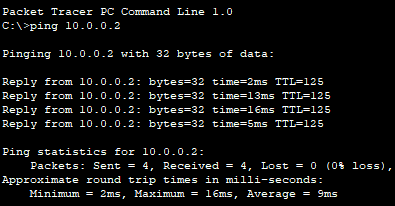 Packet Tracer PC Command Line 1.0
C:\>ping 10.0.0.2
Pinging 10.0.0.2 with 32 bytes of data:
Reply from 10.0.0.2: bytes=32 time=2ms TTL=125
Reply from 10.0.0.2: bytes=32 time=13ms TTL=125
Reply from 10.0.0.2: bytes=32 time=16ms TTL=125
Reply from 10.0.0.2: bytes=32 time=5ms TTL=125
Ping statistics for 10.0.0.2:
    Packets: Sent = 4, Received = 4, Lost = 0 (0% loss),
Approximate round trip times in milli-seconds:
    Minimum = 2ms, Maximum = 16ms, Average = 9ms